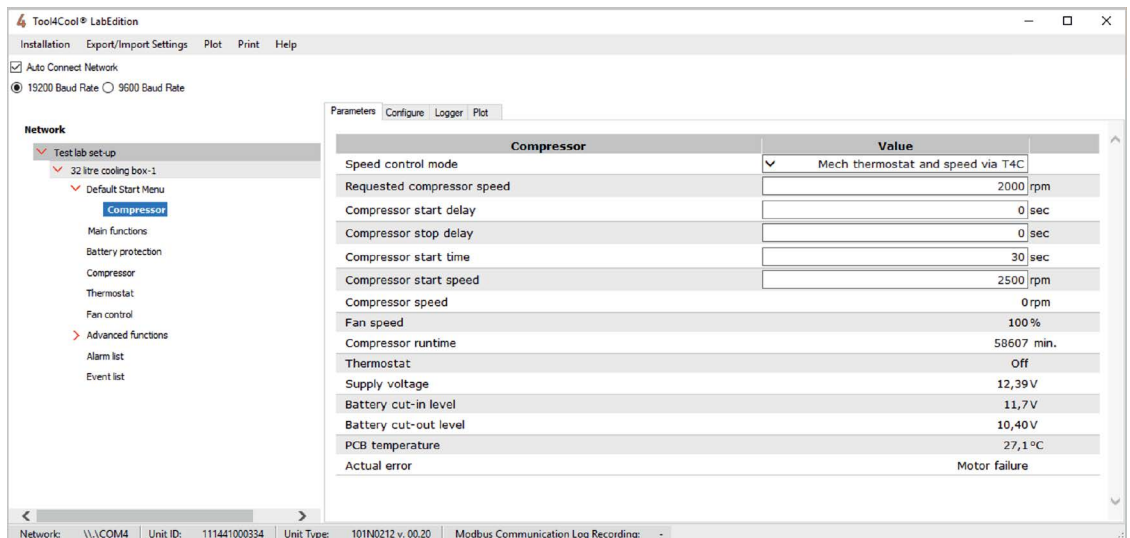 Tool4Cool® LabEdition
Installation Export/Import Settings Plot Print Help
Auto Connect Network
19200 Baud Rate 9600 Baud Rate
Network
Test lab set-up
32 litre cooling box-1
Default Start Menu
Compressor
Main functions
Battery protection
Compressor
Thermostat
Fan control
Advanced functions
Alarm list
Event list
Parameters Configure Logger Plot
Compressor Value
Speed control mode Mech thermostat and speed via T4C
Requested compressor speed 2000 rpm
Compressor start delay 0 sec
Compressor stop delay 0 sec
Compressor start time 30 sec
Compressor start speed 2500 rpm
Compressor speed 0 rpm
Fan speed 100 %
Compressor runtime 58607 min.
Thermostat Off
Supply voltage 12,39 V
Battery cut-in level 11,7 V
Battery cut-out level 10,40 V
PCB temperature 27,1 ºC
Actual error Motor failure
Network: \\.\COM4 Unit ID: 111441000334 Unit Type: 101N0212 v. 00.20 Modbus Communication Log Recording: -